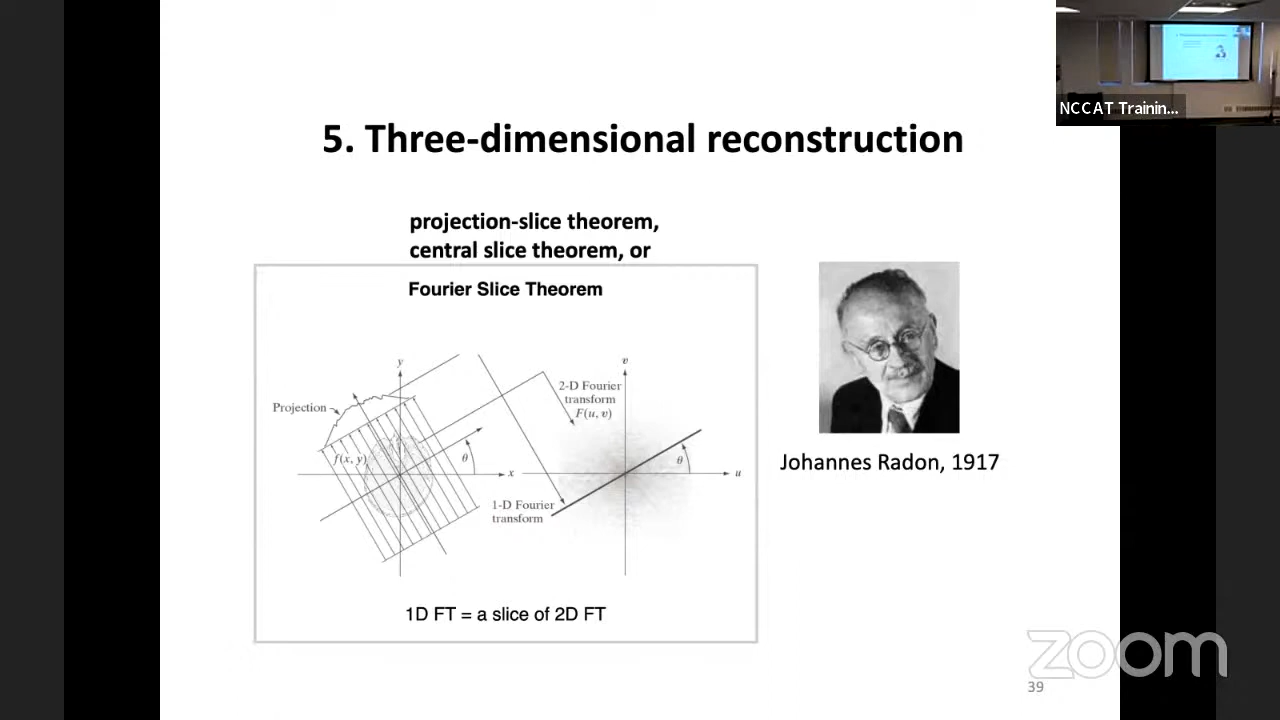 NCCAT Trainin...
5. Three-dimensional reconstruction
projection-slice theorem,
central slice theorem, or
Fourier Slice Theorem
y
v
Projection
2-D Fourier
transform
F(u, v)
f(x, y)
θ
x
θ
u
1-D Fourier
transform
1D FT = a slice of 2D FT
Johannes Radon, 1917
zoom
39